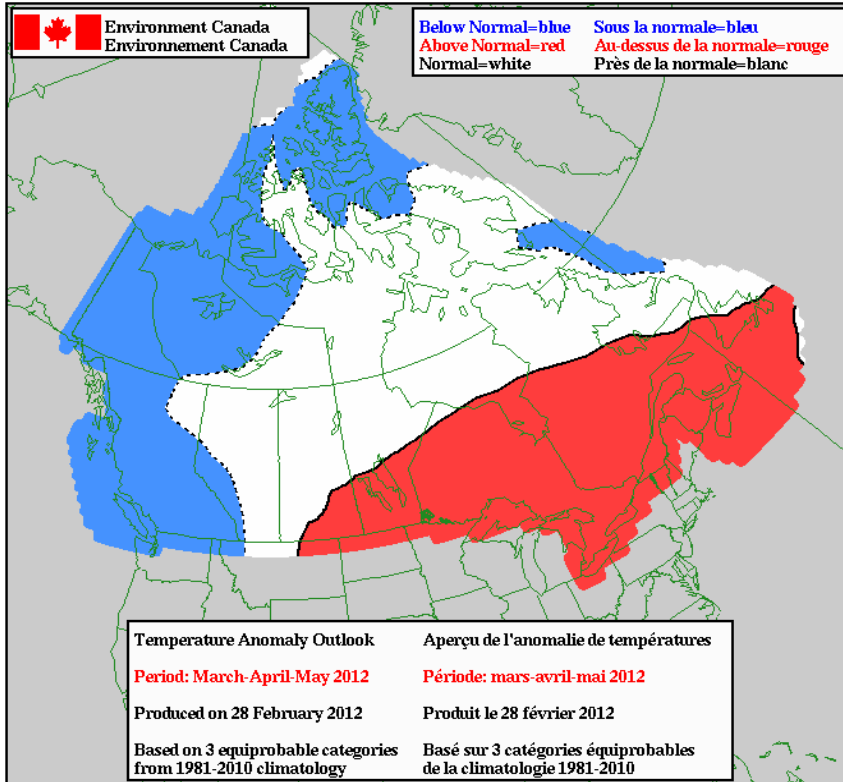 Environment Canada
Environnement Canada
Below Normal=blue Sous la normale=bleu
Above Normal=red Au-dessus de la normale=rouge
Normal=white Près de la normale=blanc
Temperature Anomaly Outlook Aperçu de l'anomalie de températures
Period: March-April-May 2012 Période: mars-avril-mai 2012
Produced on 28 February 2012 Produit le 28 février 2012
Based on 3 equiprobable categories Basé sur 3 catégories équiprobables
from 1981-2010 climatology de la climatologie 1981-2010